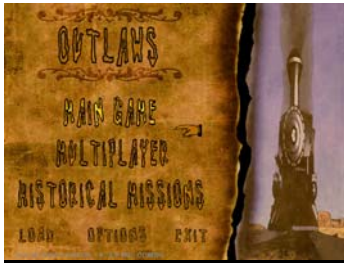 OUTLAWS
MAIN GAME
MULTIPLAYER
HISTORICAL MISSIONS
LOAD OPTIONS EXIT